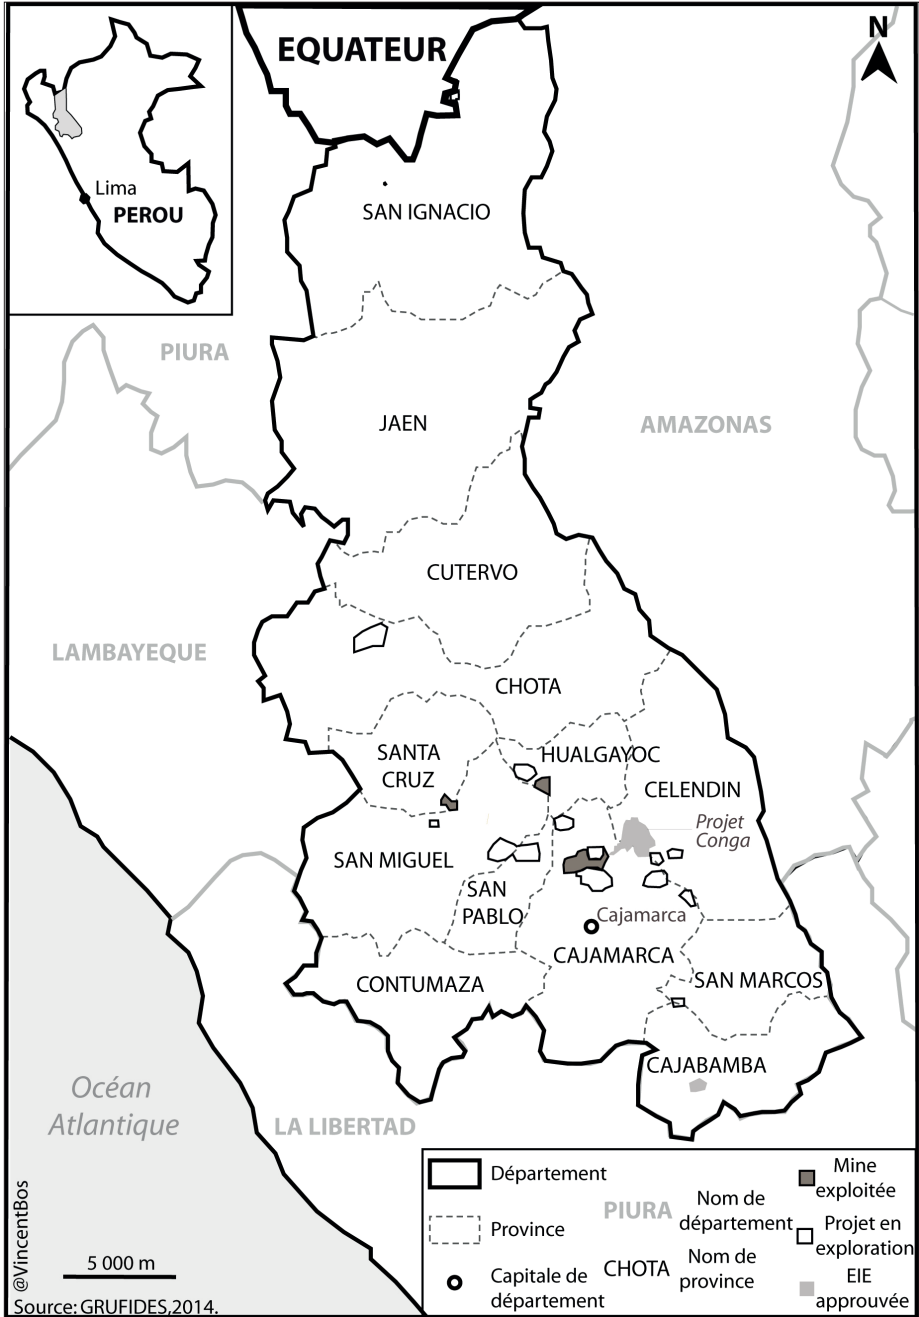 EQUATEUR
N
Lima
PEROU
SAN IGNACIO
PIURA
JAEN
AMAZONAS
CUTERVO
LAMBAYEQUE
CHOTA
SANTA
CRUZ
HUALGAYOC
CELENDIN
Projet
Conga
SAN MIGUEL
SAN
PABLO
Cajamarca
CAJAMARCA
CONTUMAZA
SAN MARCOS
CAJABAMBA
Océan
Atlantique
LA LIBERTAD
@VincentBos
5 000 m
Source: GRUFIDES,2014.
Département
Province
Capitale de
département
PIURA
Nom de
département
CHOTA
Nom de
province
Mine
exploitée
Projet en
exploration
EIE
approuvée